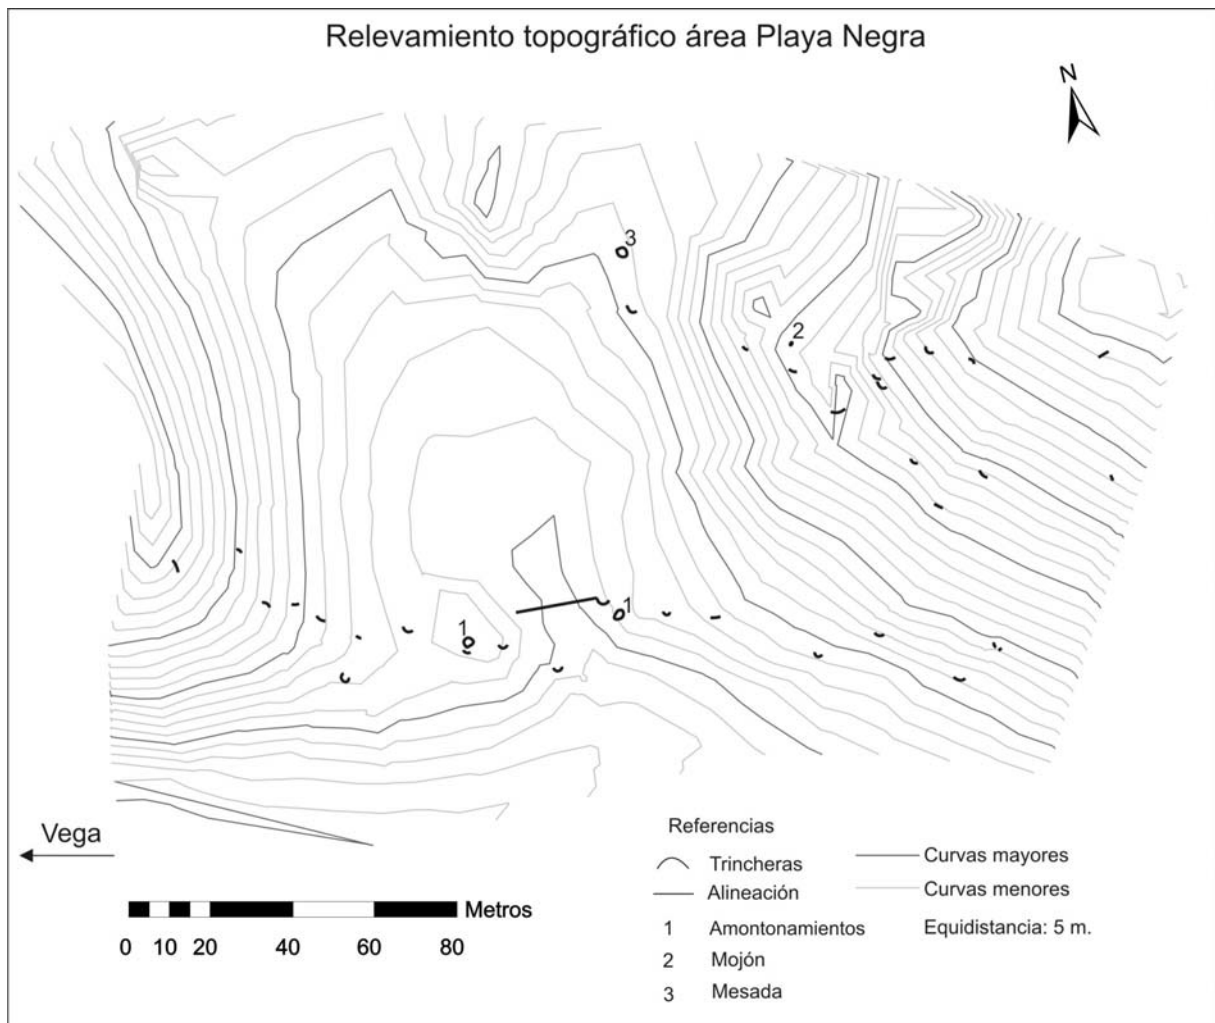 Relevamiento topográfico área Playa Negra
N
3
2
1
1
Vega
Metros
0 10 20 40 60 80
Referencias
Trincheras
Alineación
1 Amontonamientos
2 Mojón
3 Mesada
Curvas mayores
Curvas menores
Equidistancia: 5 m.